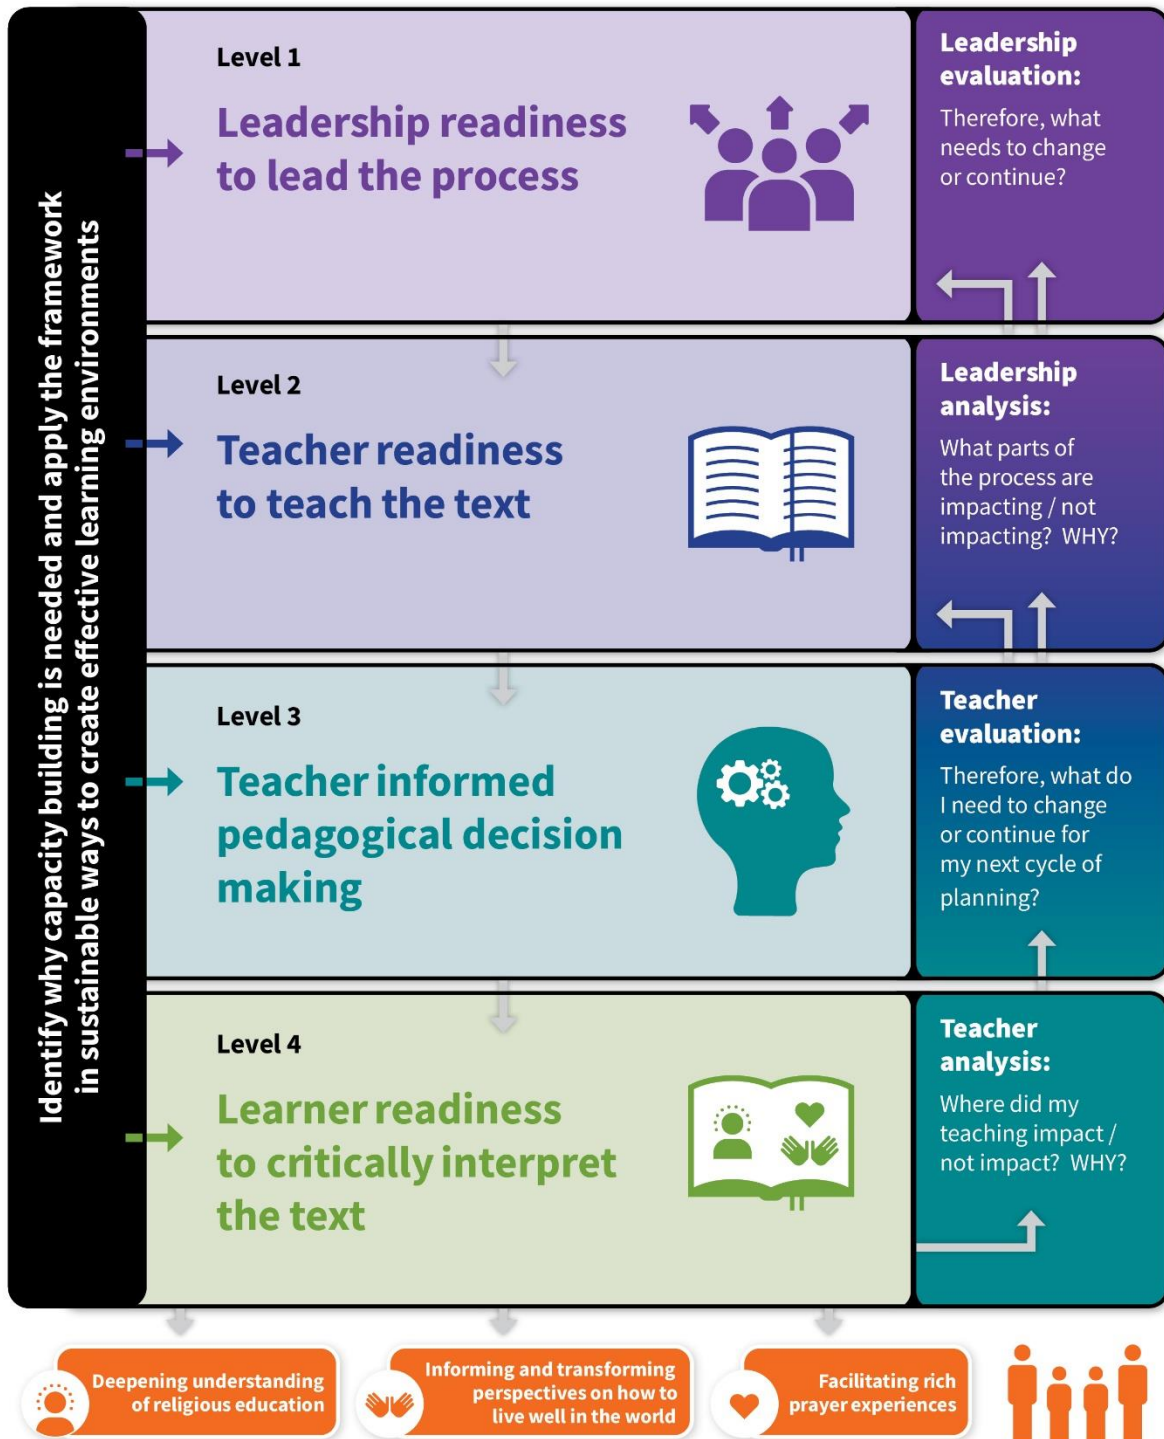 Identify why capacity building is needed and apply the framework
in sustainable ways to create effective learning environments
Level 1
Leadership readiness
to lead the process
Leadership
evaluation:
Therefore, what
needs to change
or continue?
Level 2
Teacher readiness
to teach the text
Leadership
analysis:
What parts of
the process are
impacting / not
impacting? WHY?
Level 3
Teacher informed
pedagogical decision
making
Teacher
evaluation:
Therefore, what do
I need to change
or continue for
my next cycle of
planning?
Level 4
Learner readiness
to critically interpret
the text
Teacher
analysis:
Where did my
teaching impact /
not impact? WHY?
Deepening understanding
of religious education
Informing and transforming
perspectives on how to
live well in the world
Facilitating rich
prayer experiences